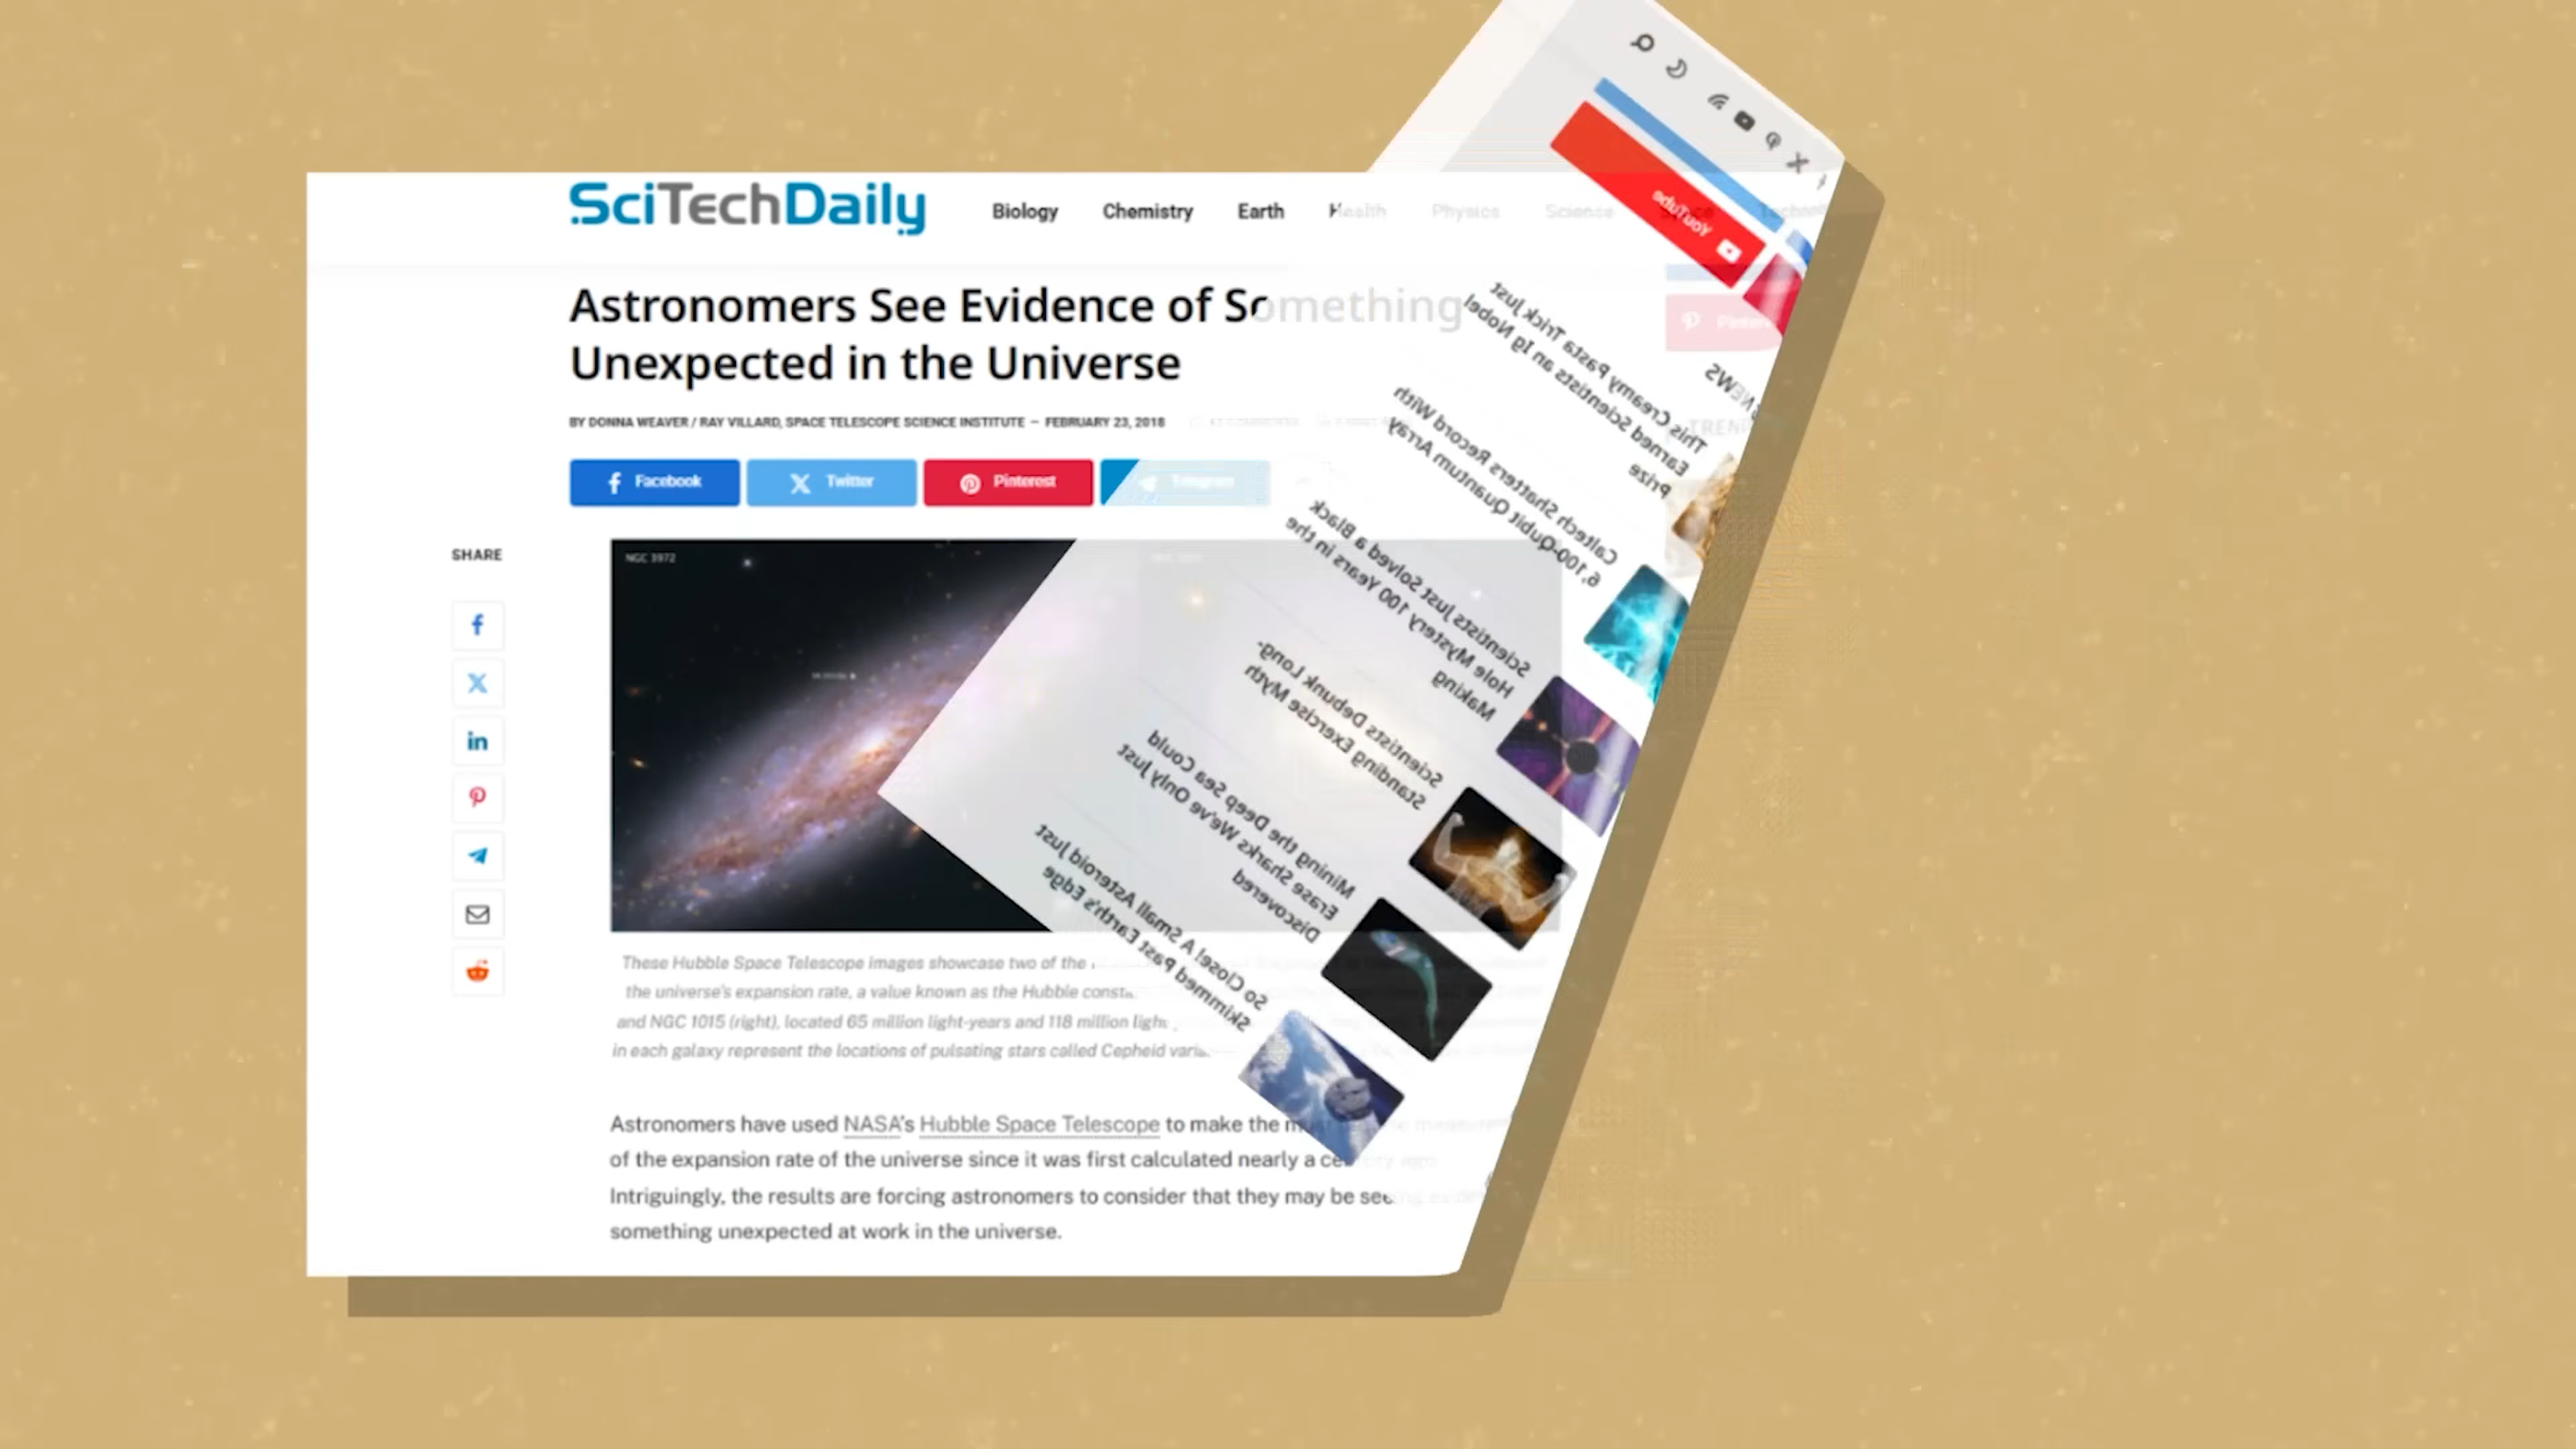 SciTechDaily
Biology Chemistry Earth Health Physics Science Space
Astronomers See Evidence of Something
Unexpected in the Universe
BY DONNA WEAVER / RAY VILLARD, SPACE TELESCOPE SCIENCE INSTITUTE – FEBRUARY 23, 2018
Facebook Twitter Pinterest Telegram
SHARE
NGC 3972
These Hubble Space Telescope images showcase two of the
the universe's expansion rate, a value known as the Hubble
and NGC 1015 (right), located 65 million light-years and 118 million
in each galaxy represent the locations of pulsating stars called Cepheid
Astronomers have used NASA's Hubble Space Telescope to make the
of the expansion rate of the universe since it was first calculated nearly a
Intriguingly, the results are forcing astronomers to consider that they may be
something unexpected at work in the universe.
YouTube
NEWS
This Creamy Pasta Trick Just
Earned Scientists an Ig Nobel
Prize
Caltech Shatters Record With
6,100-Qubit Quantum Array
Scientists Just Solved a Black
Hole Mystery 100 Years in the
Making
Scientists Debunk Long-
Standing Exercise Myth
Mining the Deep Sea Could
Erase Sharks We've Only Just
Discovered
So Close! A Small Asteroid Just
Skimmed Past Earth's Edge